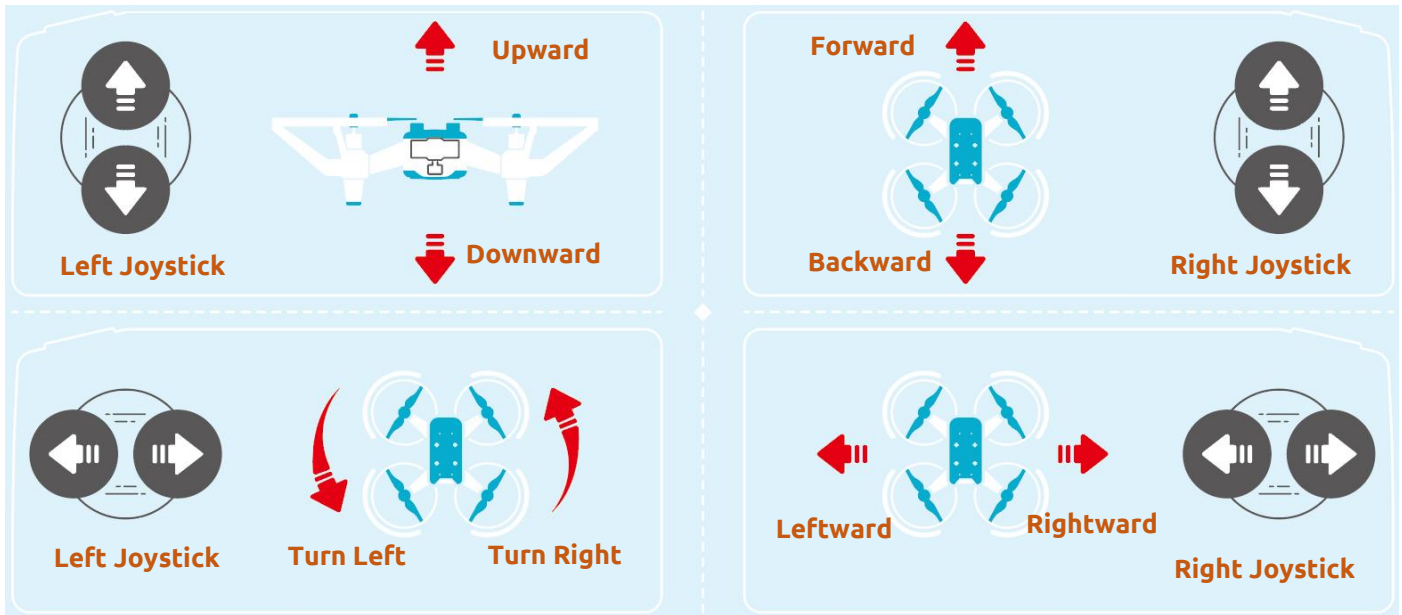 Upward
Downward
Left Joystick
Forward
Backward
Right Joystick
Left Joystick
Turn Left
Turn Right
Leftward
Rightward
Right Joystick